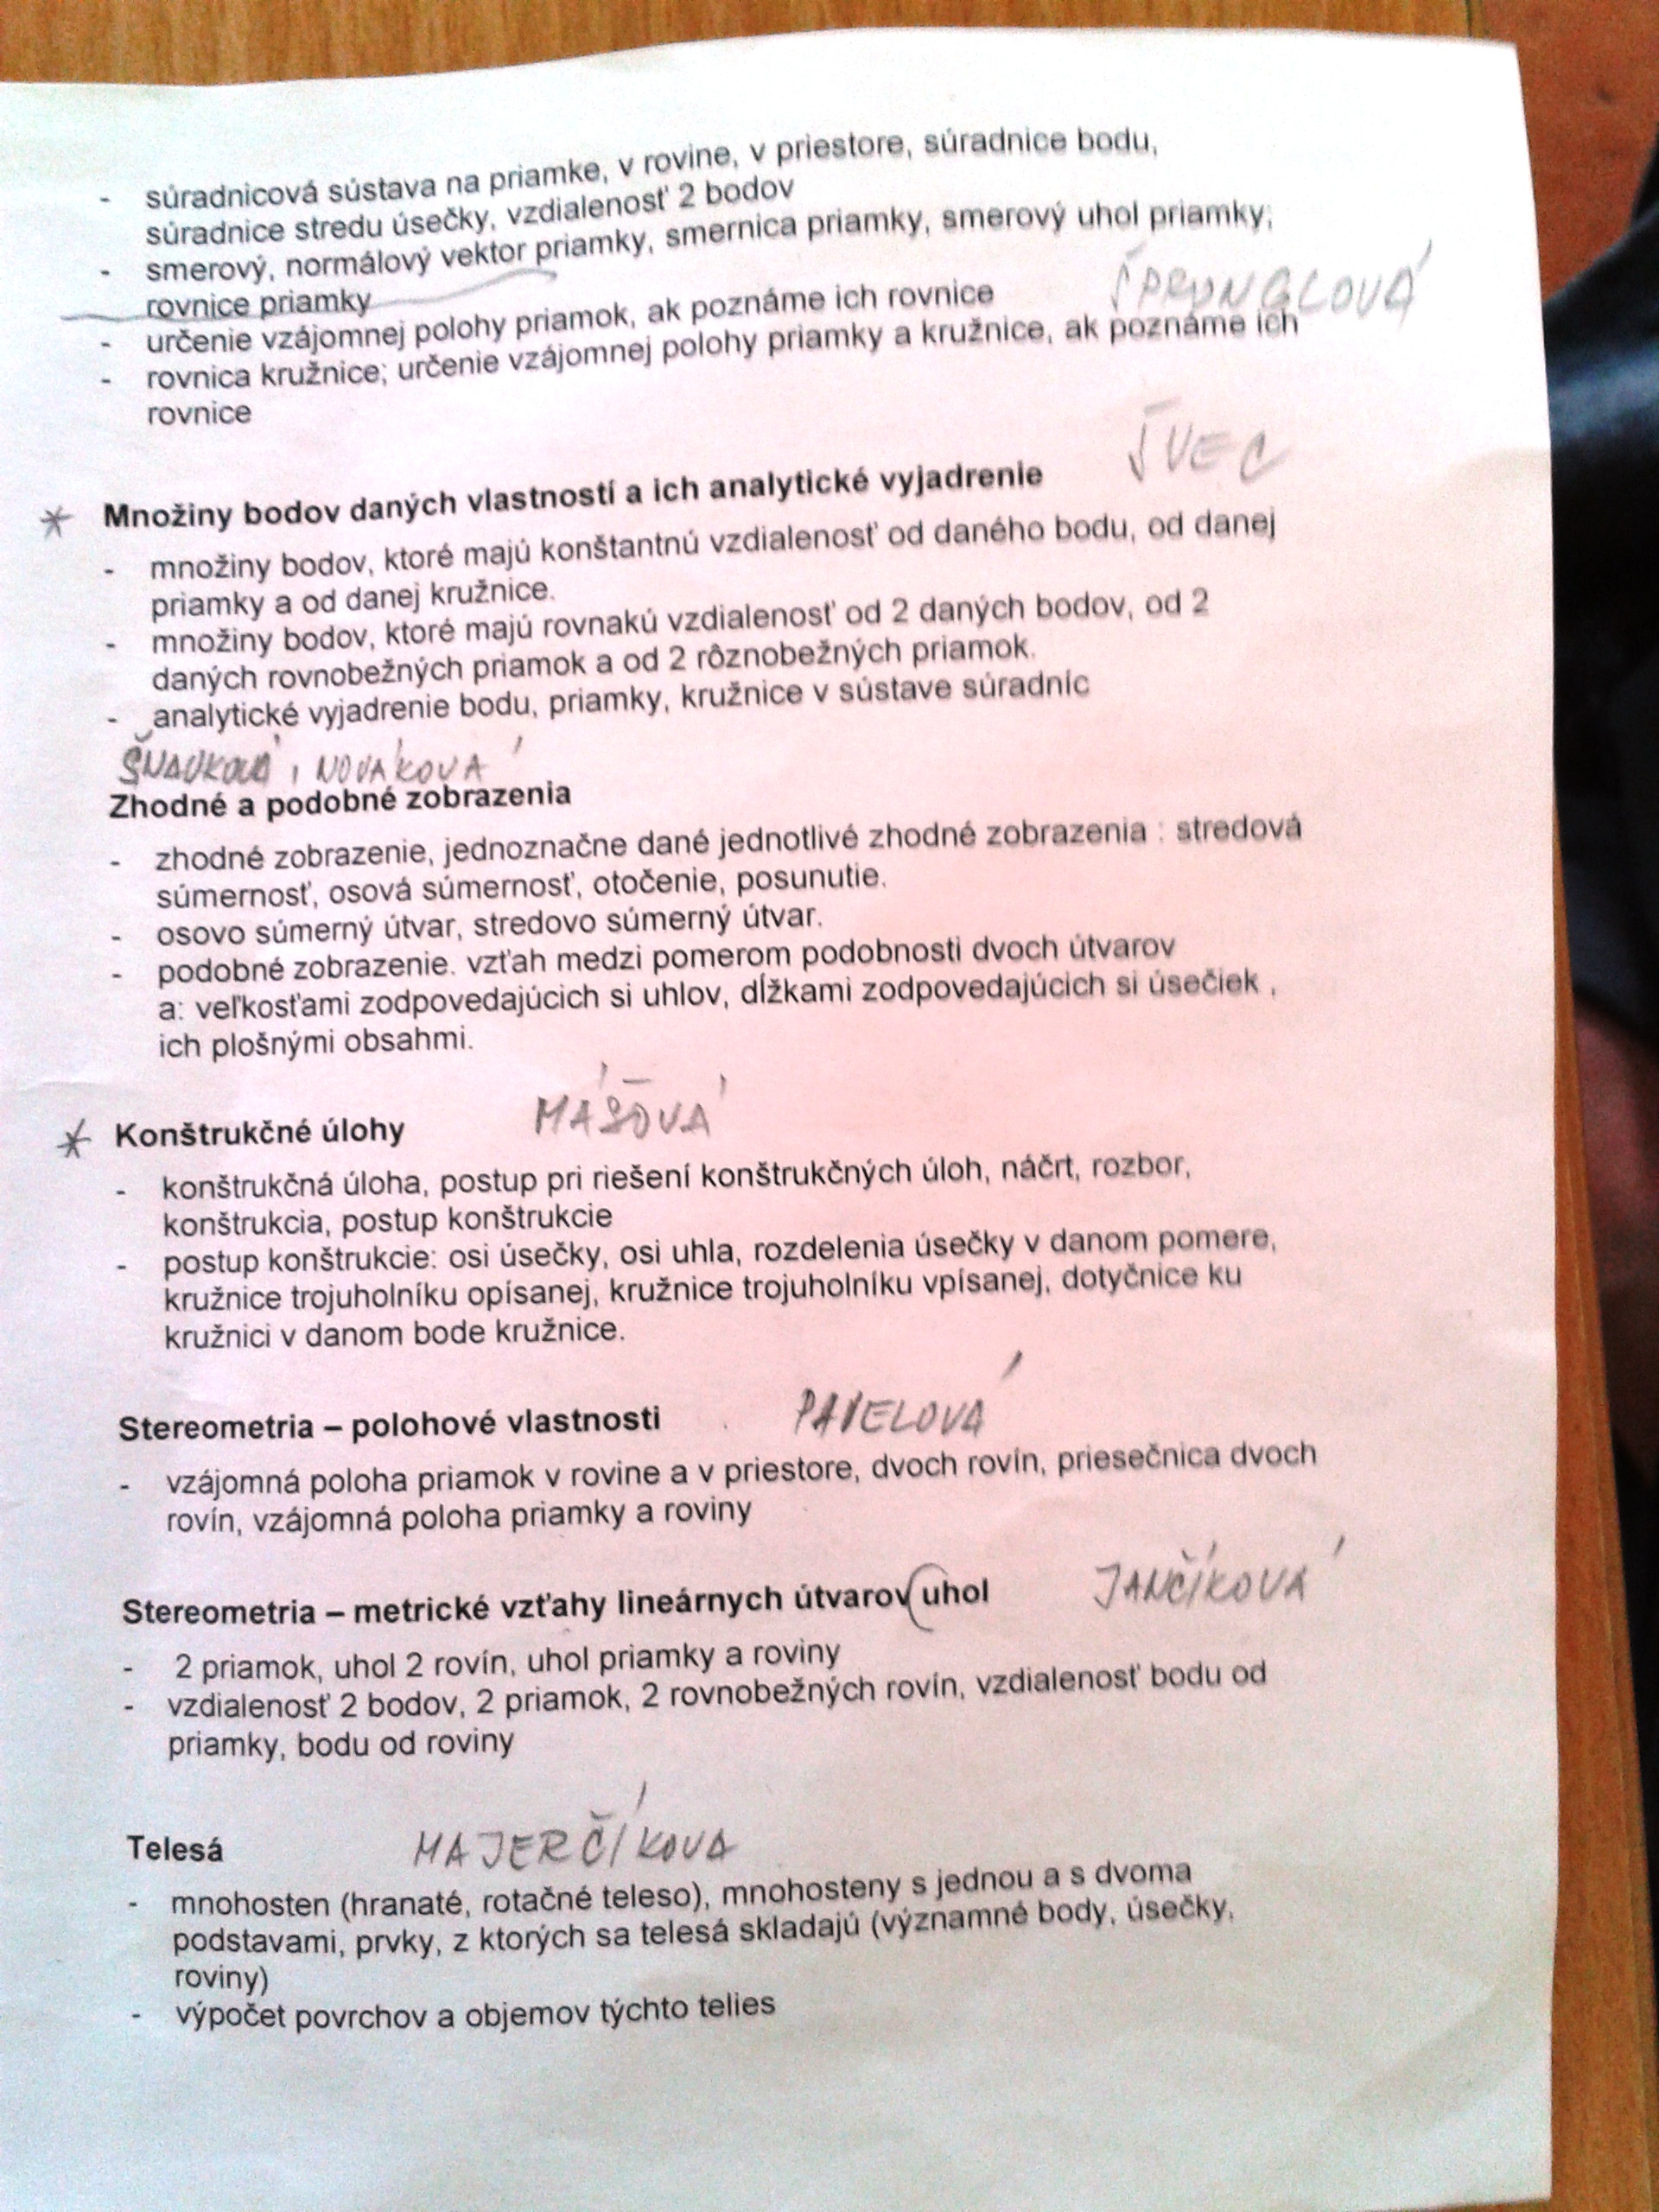 - súradnicová sústava na priamke, v rovine, v priestore, súradnice bodu,
súradnice stredu úsečky, vzdialenosť 2 bodov
- smerový, normálový vektor priamky, smernica priamky, smerový uhol priamky,
rovnice priamky
ŠPRUNGLOVÁ
- určenie vzájomnej polohy priamok, ak poznáme ich rovnice
- rovnica kružnice; určenie vzájomnej polohy priamky a kružnice, ak poznáme ich
rovnice
ŠVEC
* Množiny bodov daných vlastností a ich analytické vyjadrenie
- množiny bodov, ktoré majú konštantnú vzdialenosť od daného bodu, od danej
priamky a od danej kružnice.
- množiny bodov, ktoré majú rovnakú vzdialenosť od 2 daných bodov, od 2
daných rovnobežných priamok a od 2 rôznobežných priamok.
- analytické vyjadrenie bodu, priamky, kružnice v sústave súradníc
NOVÁKOVÁ
Zhodné a podobné zobrazenia
- zhodné zobrazenie, jednoznačne dané jednotlivé zhodné zobrazenia : stredová
súmernosť, osová súmernosť, otočenie, posunutie.
- osovo súmerný útvar, stredovo súmerný útvar.
- podobné zobrazenie. vzťah medzi pomerom podobnosti dvoch útvarov
a: veľkosťami zodpovedajúcich si uhlov, dĺžkami zodpovedajúcich si úsečiek ,
ich plošnými obsahmi.
* Konštrukčné úlohy MÁŠOVÁ
- konštrukčná úloha, postup pri riešení konštrukčných úloh, náčrt, rozbor,
konštrukcia, postup konštrukcie
- postup konštrukcie: osi úsečky, osi uhla, rozdelenia úsečky v danom pomere,
kružnice trojuholníku opísanej, kružnice trojuholníku vpísanej, dotyčnice ku
kružnici v danom bode kružnice.
Stereometria – polohové vlastnosti PAVELOVÁ
- vzájomná poloha priamok v rovine a v priestore, dvoch rovín, priesečnica dvoch
rovín, vzájomná poloha priamky a roviny
Stereometria – metrické vzťahy lineárnych útvarov uhol JANČÍKOVÁ
- 2 priamok, uhol 2 rovín, uhol priamky a roviny
- vzdialenosť 2 bodov, 2 priamok, 2 rovnobežných rovín, vzdialenosť bodu od
priamky, bodu od roviny
Telesá MAJERČÍKOVÁ
- mnohosten (hranaté, rotačné teleso), mnohosteny s jednou a s dvoma
podstavami, prvky, z ktorých sa telesá skladajú (významné body, úsečky,
roviny)
- výpočet povrchov a objemov týchto telies